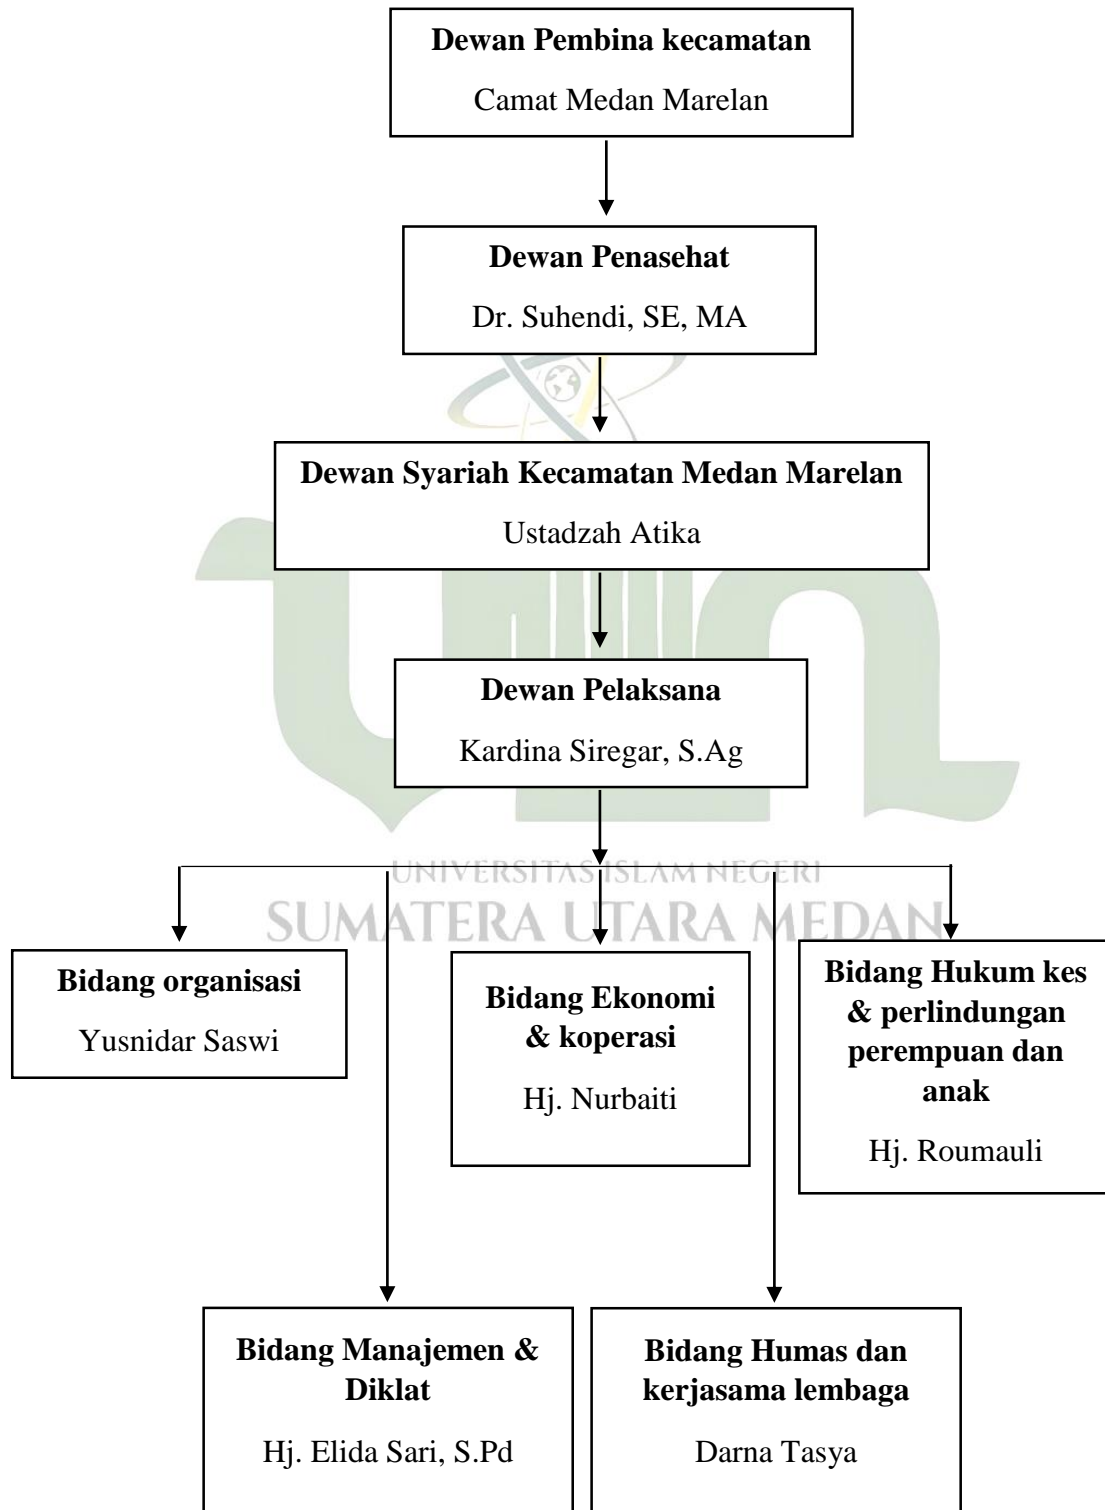 Dewan Pembina kecamatan
Camat Medan Marelan
Dewan Penasehat
Dr. Suhendi, SE, MA
Dewan Syariah Kecamatan Medan Marelan
Ustadzah Atika
Dewan Pelaksana
Kardina Siregar, S.Ag
UNIVERSITAS ISLAM NEGERI
SUMATERA UTARA MEDAN
Bidang organisasi
Yusnidar Saswi
Bidang Ekonomi
& koperasi
Hj. Nurbaiti
Bidang Hukum kes
& perlindungan
perempuan dan
anak
Hj. Roumauli
Bidang Manajemen &
Diklat
Hj. Elida Sari, S.Pd
Bidang Humas dan
kerjasama lembaga
Darna Tasya